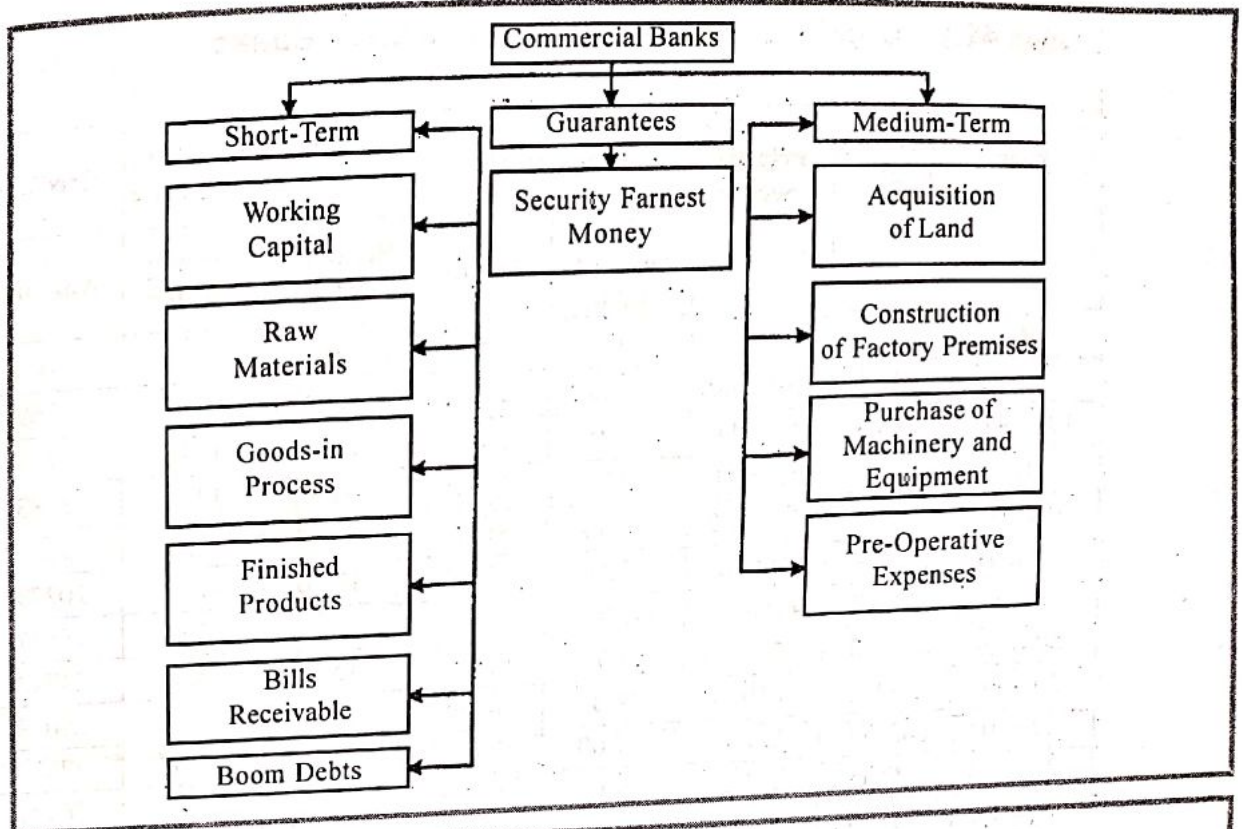 Commercial Banks
Short-Term
Working
Capital
Raw
Materials
Goods-in
Process
Finished
Products
Bills
Receivable
Boom Debts
Guarantees
Security Farnest
Money
Medium-Term
Acquisition
of Land
Construction
of Factory Premises
Purchase of
Machinery and
Equipment
Pre-Operative
Expenses